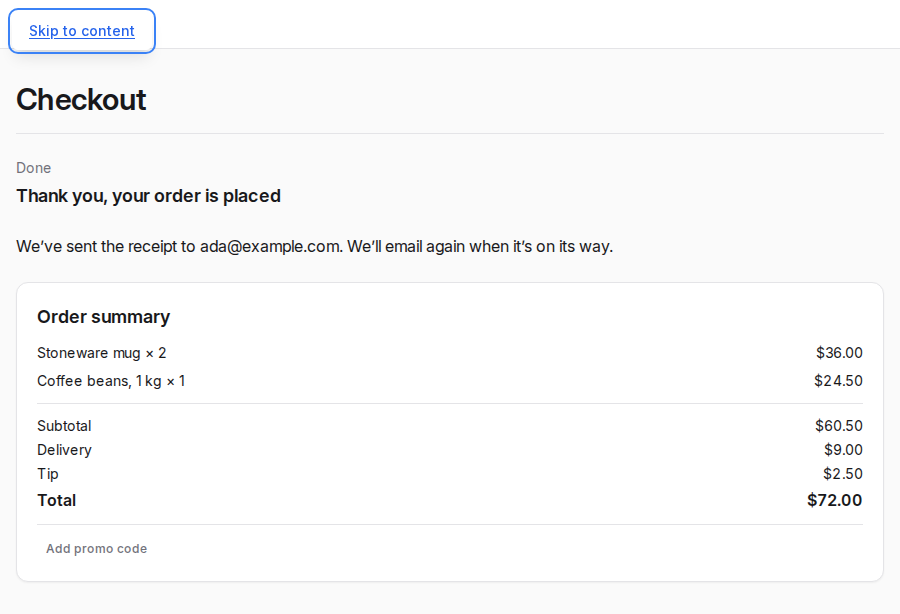 Skip to content
Checkout
Done
Thank you, your order is placed
We’ve sent the receipt to ada@example.com. We’ll email again when it’s on its way.
Order summary
Stoneware mug × 2 $36.00
Coffee beans, 1 kg × 1 $24.50
Subtotal $60.50
Delivery $9.00
Tip $2.50
Total $72.00
Add promo code